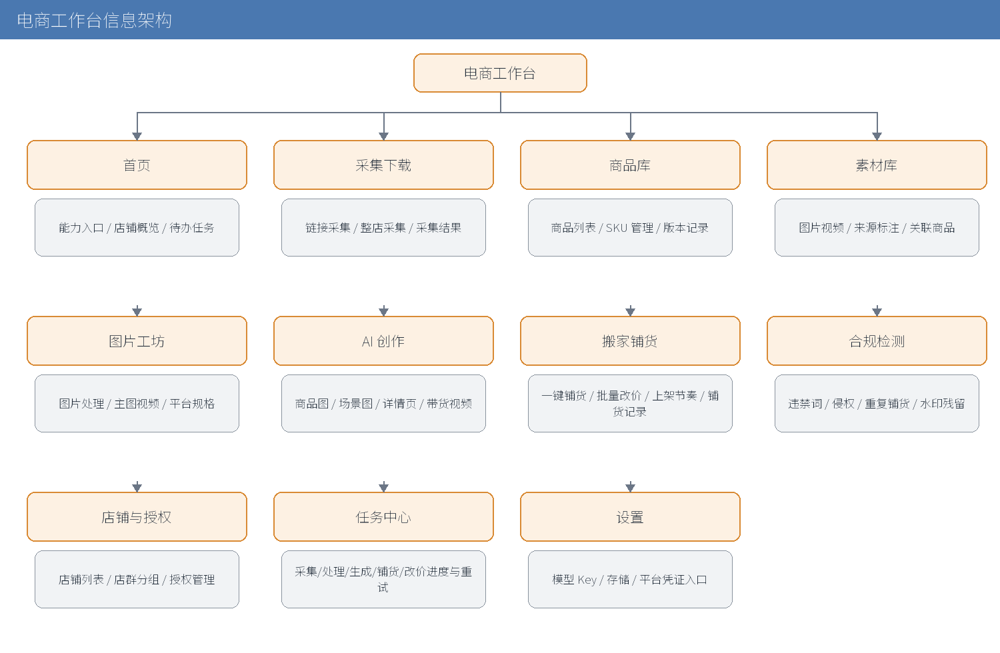 电商工作台信息架构
电商工作台
首页
采集下载
商品库
素材库
能力入口 / 店铺概览 / 待办任务
链接采集 / 整店采集 / 采集结果
商品列表 / SKU 管理 / 版本记录
图片视频 / 来源标注 / 关联商品
图片工坊
AI 创作
搬家铺货
合规检测
图片处理 / 主图视频 / 平台规格
商品图 / 场景图 / 详情页 / 带货视频
一键铺货 / 批量改价 / 上架节奏 / 铺
货记录
违禁词 / 侵权 / 重复铺货 / 水印残留
店铺与授权
任务中心
设置
店铺列表 / 店群分组 / 授权管理
采集/处理/生成/铺货/改价进度与重
试
模型 Key / 存储 / 平台凭证入口